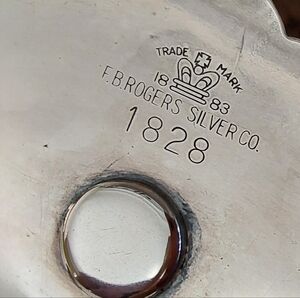 TRADE MARK
18 83
F.B.ROGERS SILVER CO.
1828